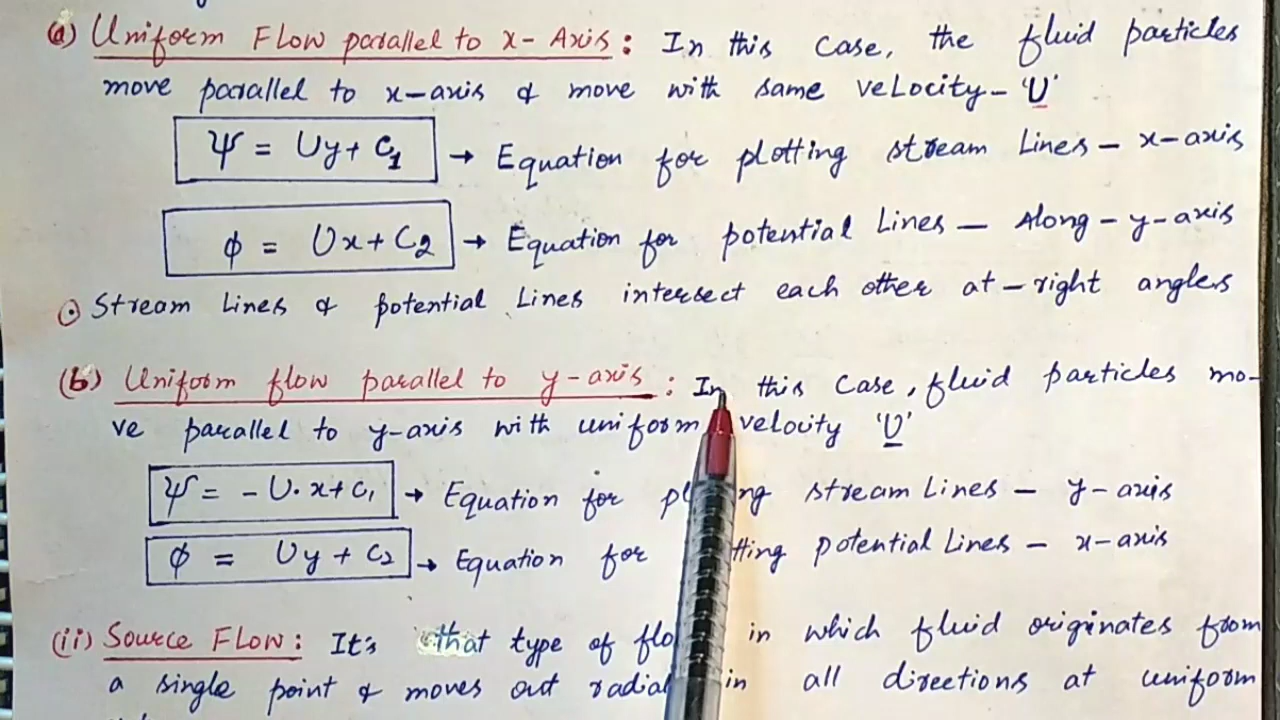 (a) Uniform Flow parallel to x-Axis: In this case, the fluid particles
move parallel to x-axis & move with same velocity- 'U'
Ψ = Uy + C1 → Equation for plotting stream Lines - x-axis
ϕ = Ux + C2 → Equation for potential Lines - Along - y-axis
⊙ Stream Lines & potential Lines intersect each other at - right angles
(b) Uniform flow parallel to y-axis: In this case, fluid particles mo-
ve parallel to y-axis with uniform velocity 'U'
Ψ = - U. x + C1 → Equation for stream Lines - y-axis
ϕ = Uy + C2 → Equation for potential Lines - x-axis
(ii) Source Flow: It's that type of in which fluid originates from
a single point & moves out in all directions at uniform